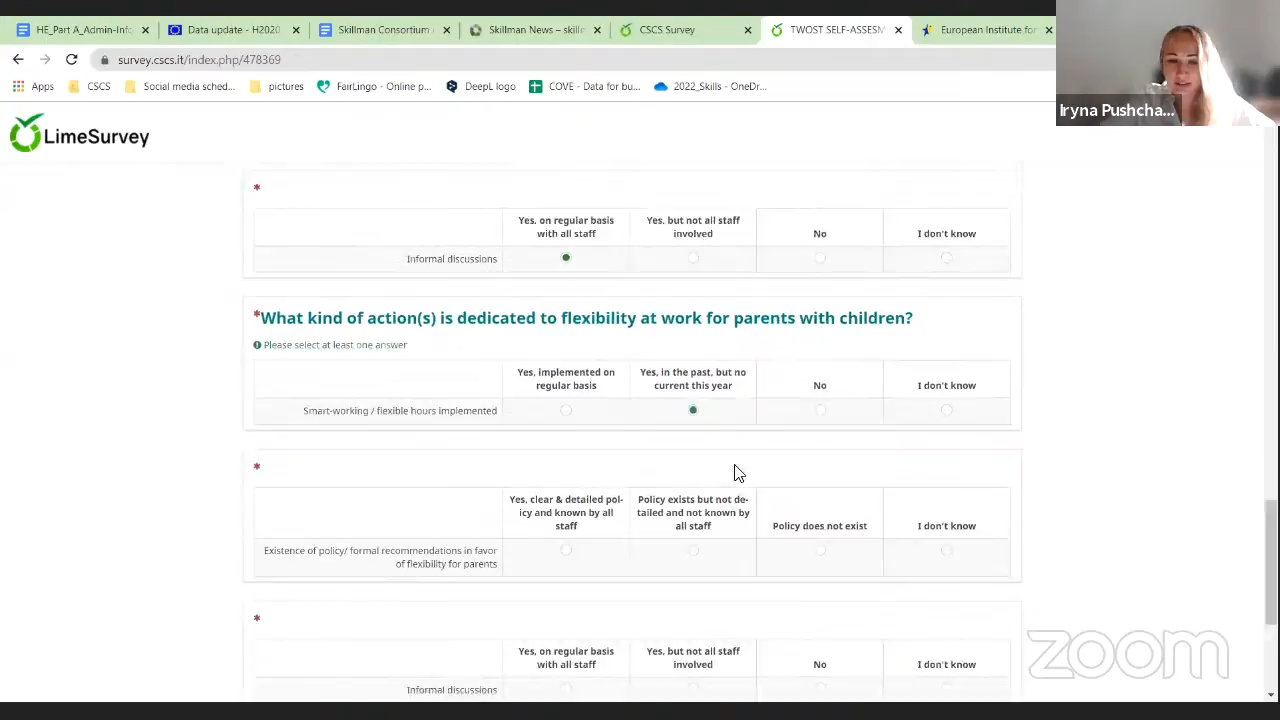 HE_Part A_Admin-Info
Data update - H2020
Skillman Consortium
Skillman News – skillm
CSCS Survey
TWOST SELF-ASSESM
European Institute for
survey.cscs.it/index.php/478369
Apps
CSCS
Social media sched...
pictures
FairLingo - Online p...
DeepL logo
COVE - Data for bu...
2022_Skills - OneDr...
Iryna Pushcha...
LimeSurvey
*
Yes, on regular basis
with all staff
Yes, but not all staff
involved
No
I don't know
Informal discussions
*What kind of action(s) is dedicated to flexibility at work for parents with children?
Please select at least one answer
Yes, implemented on
regular basis
Yes, in the past, but no
current this year
No
I don't know
Smart-working / flexible hours implemented
*
Yes, clear & detailed pol-
icy and known by all
staff
Policy exists but not de-
tailed and not known by
all staff
Policy does not exist
I don't know
Existence of policy/ formal recommendations in favor
of flexibility for parents
*
Yes, on regular basis
with all staff
Yes, but not all staff
involved
No
I don't know
Informal discussions
zoom